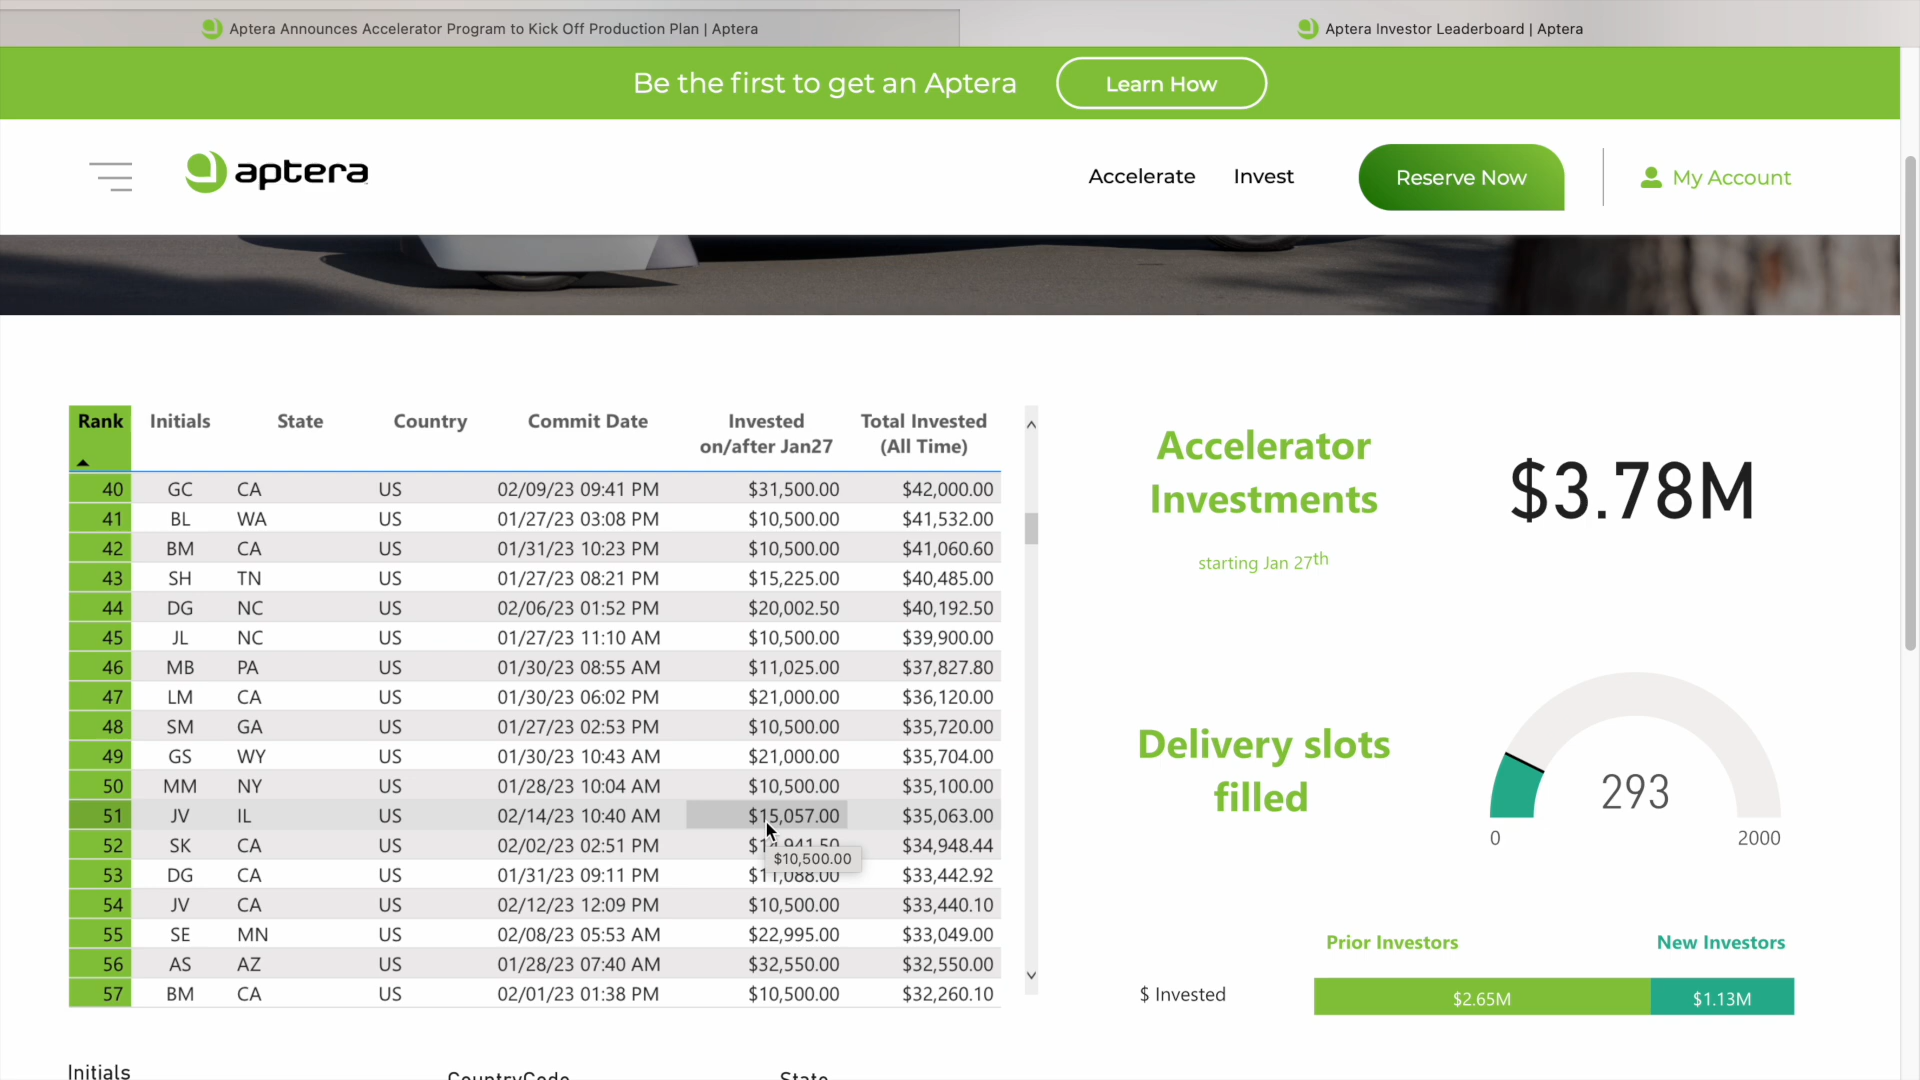 Aptera Announces Accelerator Program to Kick Off Production Plan | Aptera
Aptera Investor Leaderboard | Aptera
Be the first to get an Aptera
Learn How
aptera
Accelerate
Invest
Reserve Now
My Account
Rank Initials State Country Commit Date Invested on/after Jan27 Total Invested (All Time)
40 GC CA US 02/09/23 09:41 PM $31,500.00 $42,000.00
41 BL WA US 01/27/23 03:08 PM $10,500.00 $41,532.00
42 BM CA US 01/31/23 10:23 PM $10,500.00 $41,060.60
43 SH TN US 01/27/23 08:21 PM $15,225.00 $40,485.00
44 DG NC US 02/06/23 01:52 PM $20,002.50 $40,192.50
45 JL NC US 01/27/23 11:10 AM $10,500.00 $39,900.00
46 MB PA US 01/30/23 08:55 AM $11,025.00 $37,827.80
47 LM CA US 01/30/23 06:02 PM $21,000.00 $36,120.00
48 SM GA US 01/27/23 02:53 PM $10,500.00 $35,720.00
49 GS WY US 01/30/23 10:43 AM $21,000.00 $35,704.00
50 MM NY US 01/28/23 10:04 AM $10,500.00 $35,100.00
51 JV IL US 02/14/23 10:40 AM $15,057.00 $35,063.00
52 SK CA US 02/02/23 02:51 PM $34,948.44
$10,500.00
53 DG CA US 01/31/23 09:11 PM $11,088.00 $33,442.92
54 JV CA US 02/12/23 12:09 PM $10,500.00 $33,440.10
55 SE MN US 02/08/23 05:53 AM $22,995.00 $33,049.00
56 AS AZ US 01/28/23 07:40 AM $32,550.00 $32,550.00
57 BM CA US 02/01/23 01:38 PM $10,500.00 $32,260.10
Accelerator
Investments
starting Jan 27th
$3.78M
Delivery slots
filled
293
0
2000
Prior Investors
New Investors
$ Invested
$2.65M
$1.13M
Initials
CountryCode
State